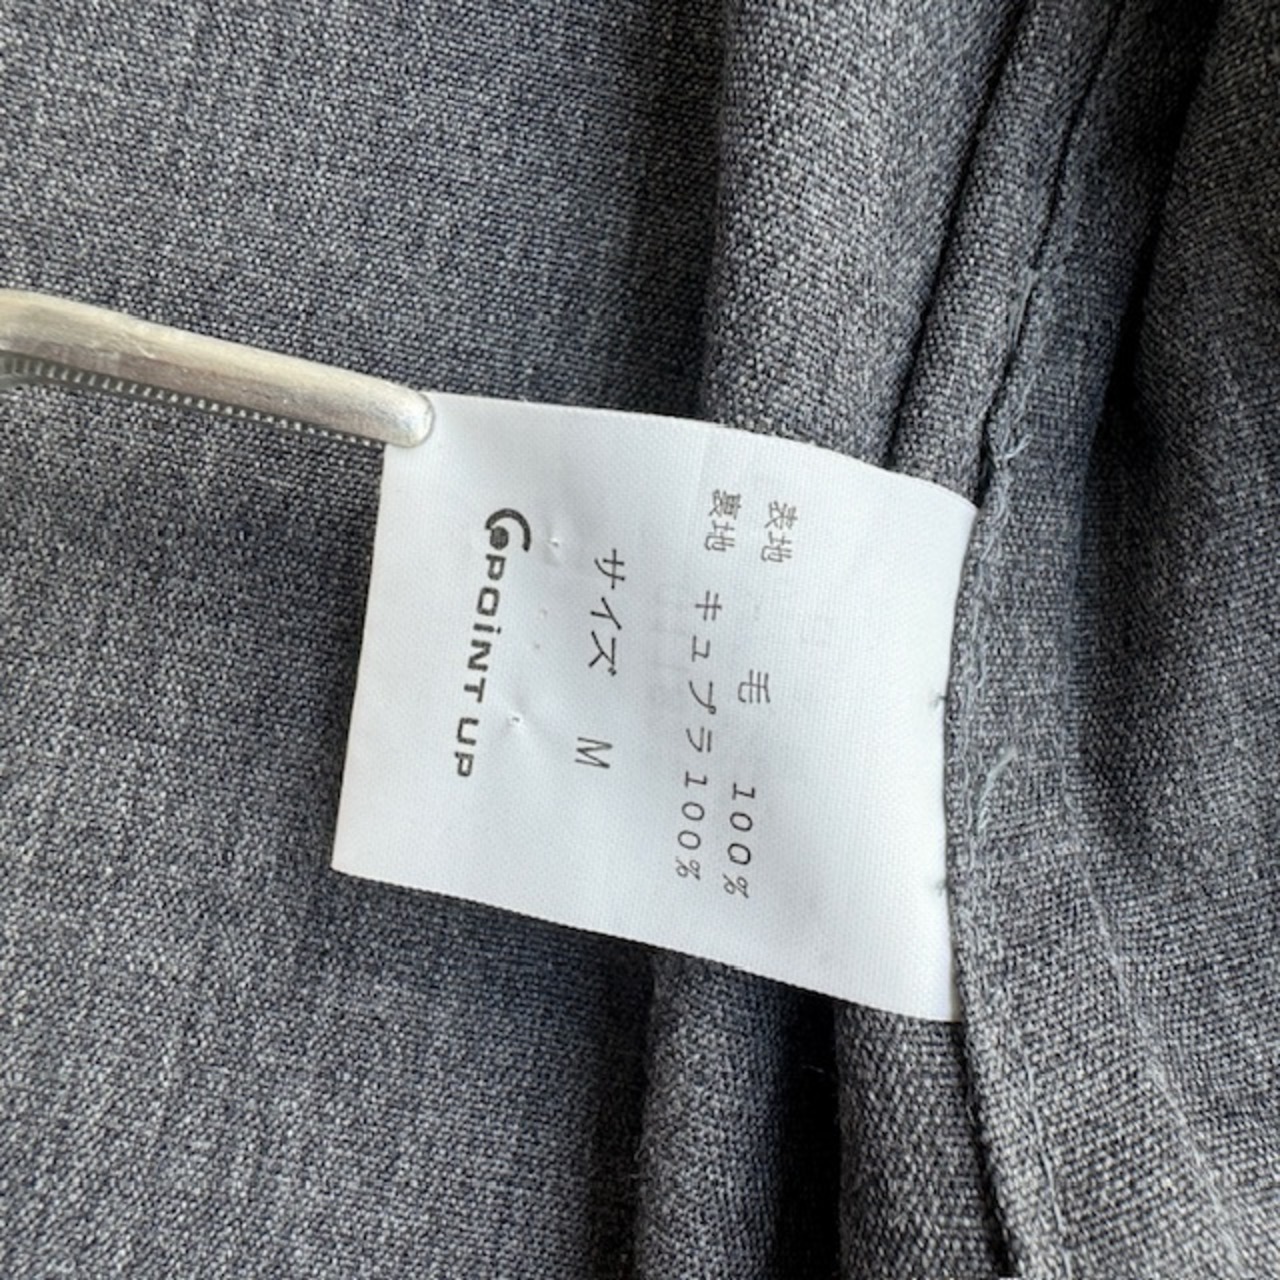 表地 毛 100%
裏地 キュプラ100%
サイズ M
POiNT UP